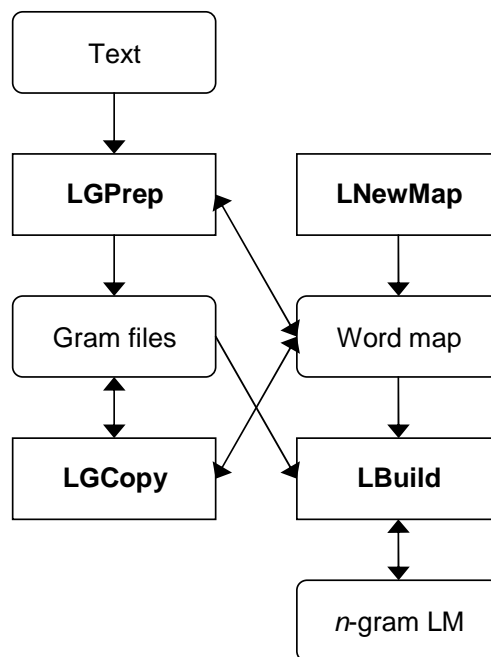 Text
LGPrep
LNewMap
Gram files
Word map
LGCopy
LBuild
n-gram LM